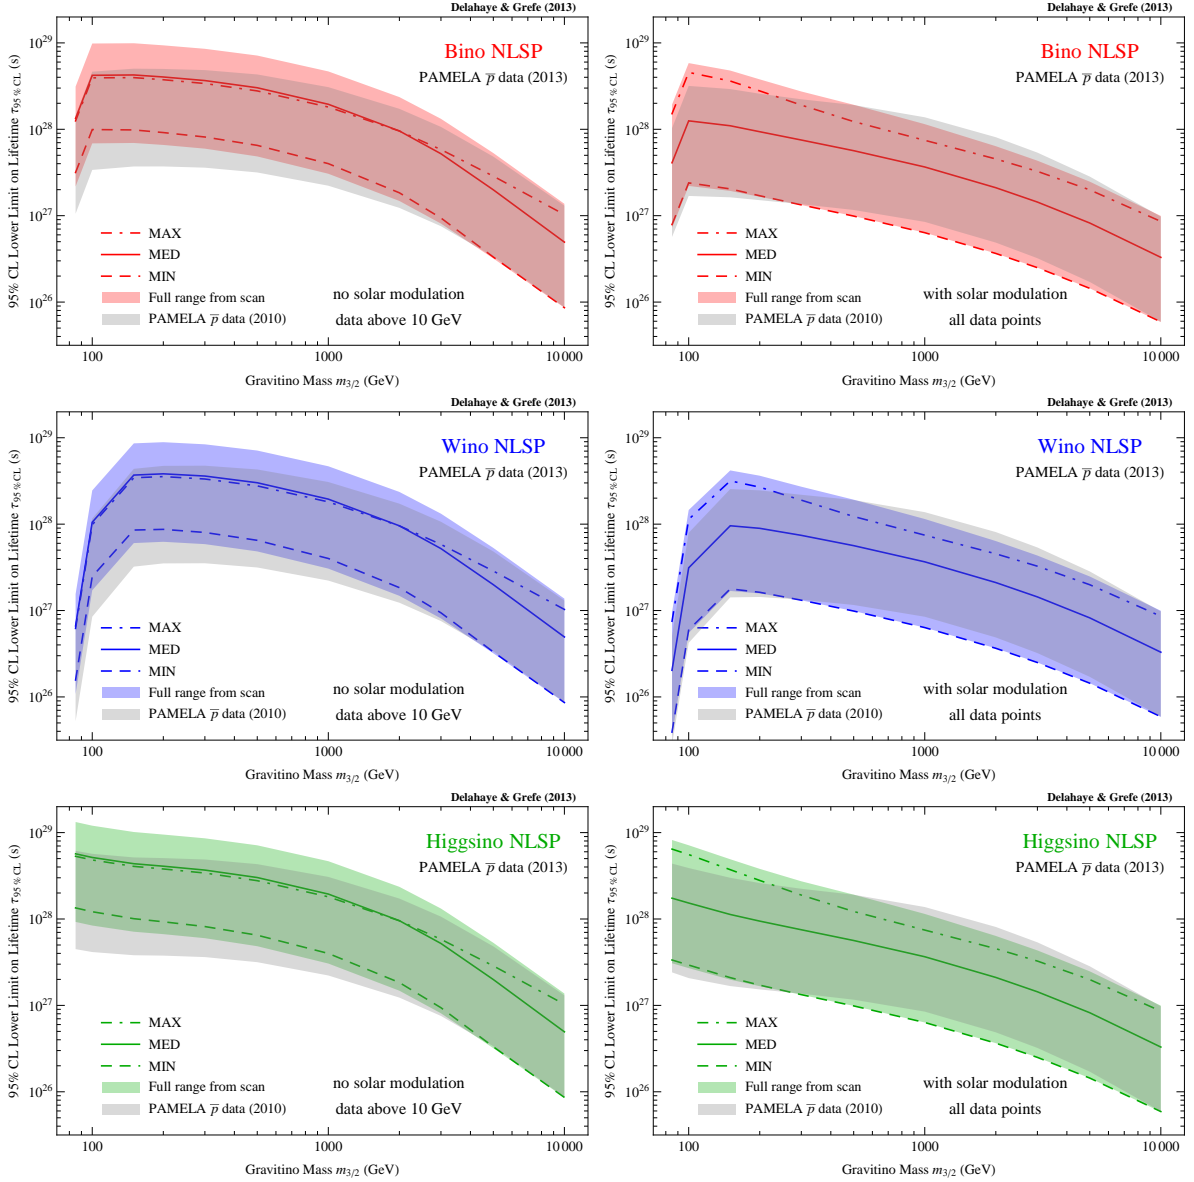 Delahaye & Grefe (2013)
95% CL Lower Limit on Lifetime τ95 % CL (s)
10^29
10^28
10^27
10^26
Bino NLSP
PAMELA p̅ data (2013)
MAX
MED
MIN
Full range from scan
PAMELA p̅ data (2010)
no solar modulation
data above 10 GeV
100
1000
10 000
Gravitino Mass m3/2 (GeV)
Delahaye & Grefe (2013)
95% CL Lower Limit on Lifetime τ95 % CL (s)
10^29
10^28
10^27
10^26
Bino NLSP
PAMELA p̅ data (2013)
MAX
MED
MIN
Full range from scan
PAMELA p̅ data (2010)
with solar modulation
all data points
100
1000
10 000
Gravitino Mass m3/2 (GeV)
Delahaye & Grefe (2013)
95% CL Lower Limit on Lifetime τ95 % CL (s)
10^29
10^28
10^27
10^26
Wino NLSP
PAMELA p̅ data (2013)
MAX
MED
MIN
Full range from scan
PAMELA p̅ data (2010)
no solar modulation
data above 10 GeV
100
1000
10 000
Gravitino Mass m3/2 (GeV)
Delahaye & Grefe (2013)
95% CL Lower Limit on Lifetime τ95 % CL (s)
10^29
10^28
10^27
10^26
Wino NLSP
PAMELA p̅ data (2013)
MAX
MED
MIN
Full range from scan
PAMELA p̅ data (2010)
with solar modulation
all data points
100
1000
10 000
Gravitino Mass m3/2 (GeV)
Delahaye & Grefe (2013)
95% CL Lower Limit on Lifetime τ95 % CL (s)
10^29
10^28
10^27
10^26
Higgsino NLSP
PAMELA p̅ data (2013)
MAX
MED
MIN
Full range from scan
PAMELA p̅ data (2010)
no solar modulation
data above 10 GeV
100
1000
10 000
Gravitino Mass m3/2 (GeV)
Delahaye & Grefe (2013)
95% CL Lower Limit on Lifetime τ95 % CL (s)
10^29
10^28
10^27
10^26
Higgsino NLSP
PAMELA p̅ data (2013)
MAX
MED
MIN
Full range from scan
PAMELA p̅ data (2010)
with solar modulation
all data points
100
1000
10 000
Gravitino Mass m3/2 (GeV)